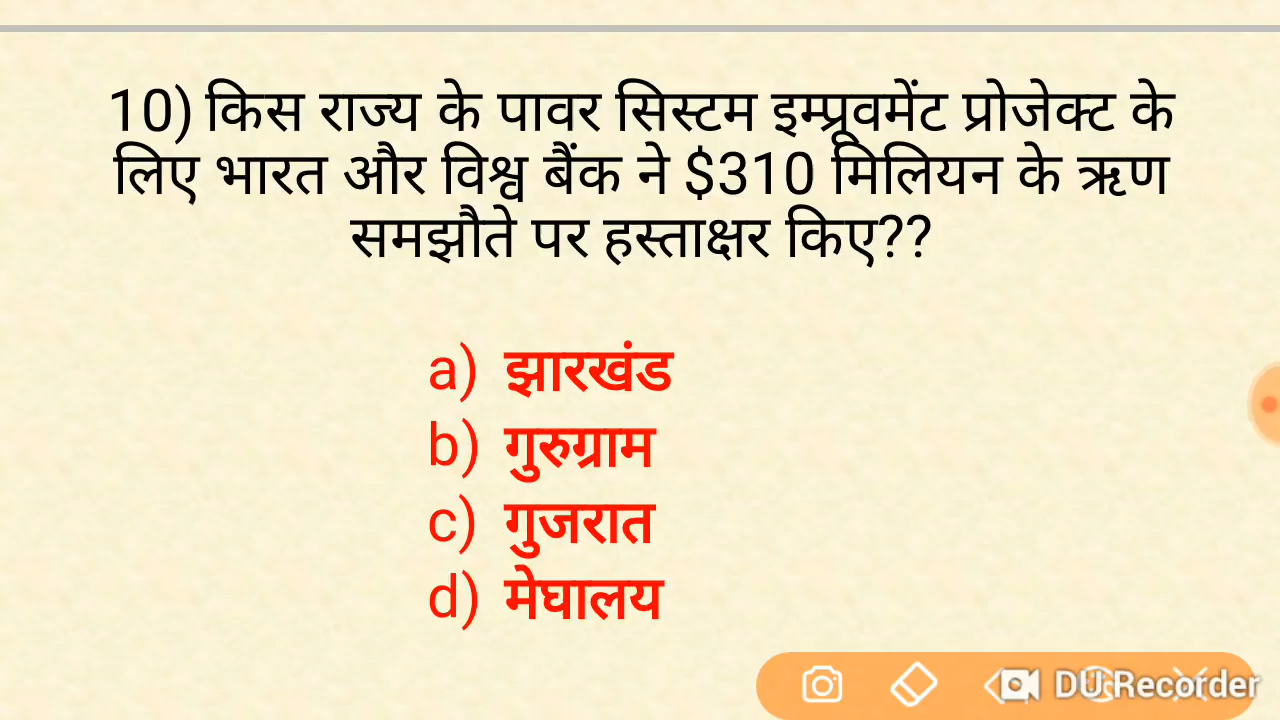 10) किस राज्य के पावर सिस्टम इम्प्रूवमेंट प्रोजेक्ट के
लिए भारत और विश्व बैंक ने $310 मिलियन के ऋण
समझौते पर हस्ताक्षर किए??
a) झारखंड
b) गुरुग्राम
c) गुजरात
d) मेघालय
DU Recorder